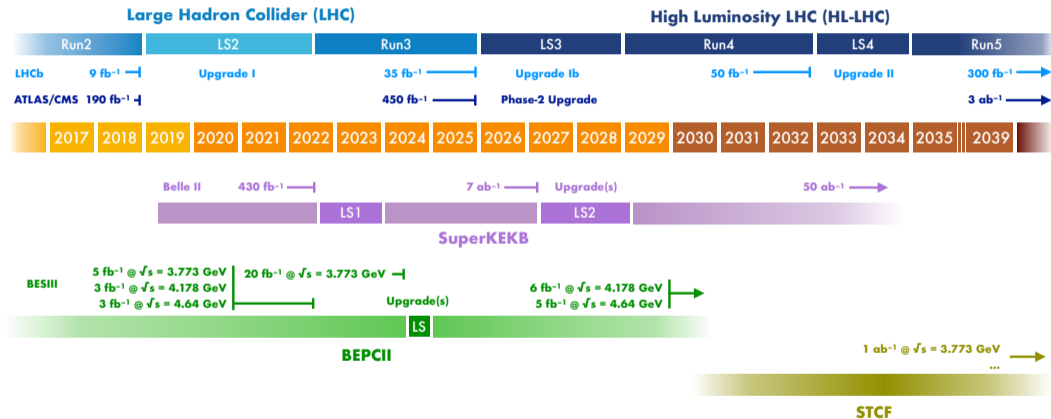 Large Hadron Collider (LHC) High Luminosity LHC (HL-LHC)
Run2 LS2 Run3 LS3 Run4 LS4 Run5
LHCb 9 fb⁻¹ Upgrade I 35 fb⁻¹ Upgrade Ib 50 fb⁻¹ Upgrade II 300 fb⁻¹
ATLAS/CMS 190 fb⁻¹ 450 fb⁻¹ Phase-2 Upgrade 3 ab⁻¹
2017 2018 2019 2020 2021 2022 2023 2024 2025 2026 2027 2028 2029 2030 2031 2032 2033 2034 2035 2039
Belle II 430 fb⁻¹ 7 ab⁻¹ Upgrade(s) 50 ab⁻¹
LS1 LS2
SuperKEKB
BESIII 5 fb⁻¹ @ √s = 3.773 GeV 20 fb⁻¹ @ √s = 3.773 GeV
3 fb⁻¹ @ √s = 4.178 GeV 6 fb⁻¹ @ √s = 4.178 GeV
3 fb⁻¹ @ √s = 4.64 GeV Upgrade(s) 5 fb⁻¹ @ √s = 4.64 GeV
LS
BEPCII
1 ab⁻¹ @ √s = 3.773 GeV
...
STCF